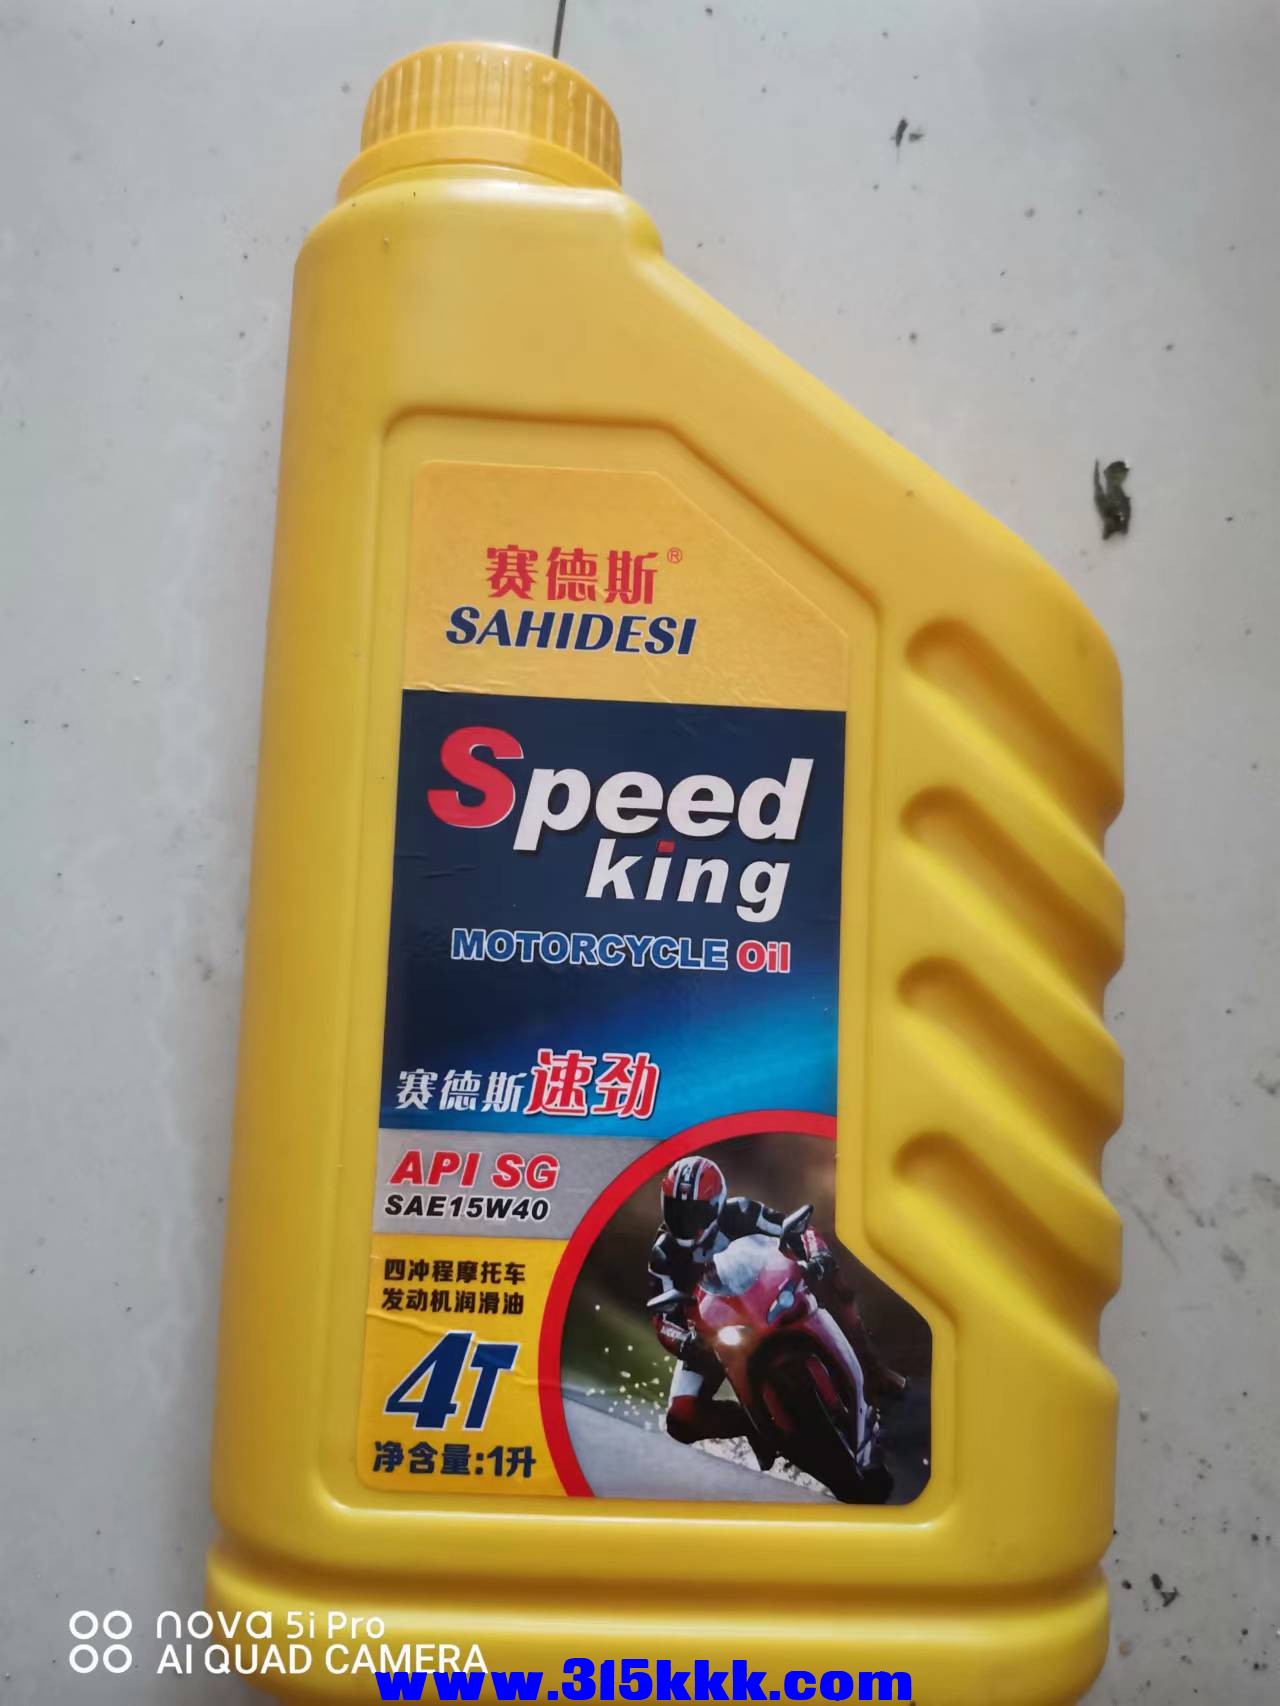 赛德斯®
SAHIDESI
Speed
king
MOTORCYCLE Oil
赛德斯速劲
API SG
SAE15W40
四冲程摩托车
发动机润滑油
4T
净含量:1升
nova 5i Pro
AI QUAD CAMERA
www.315kkk.com